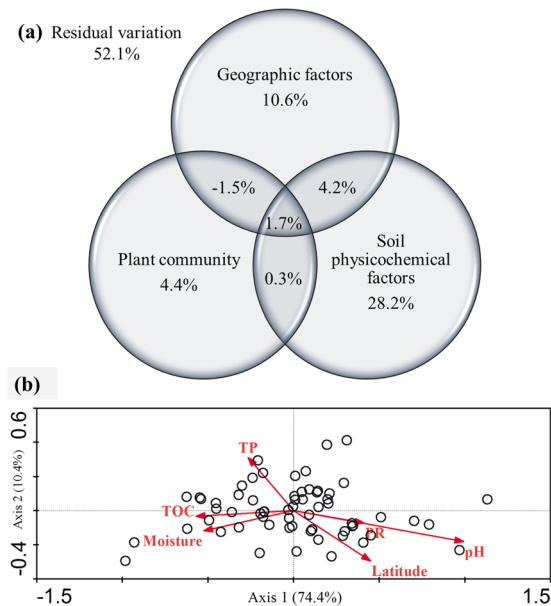 (a)
Residual variation
52.1%
Geographic factors
10.6%
-1.5%
4.2%
1.7%
Plant community
4.4%
0.3%
Soil
physicochemical
factors
28.2%
(b)
0.6
Axis 2 (10.4%)
-0.4
TP
TOC
Moisture
PR
pH
Latitude
-1.5
Axis 1 (74.4%)
1.5